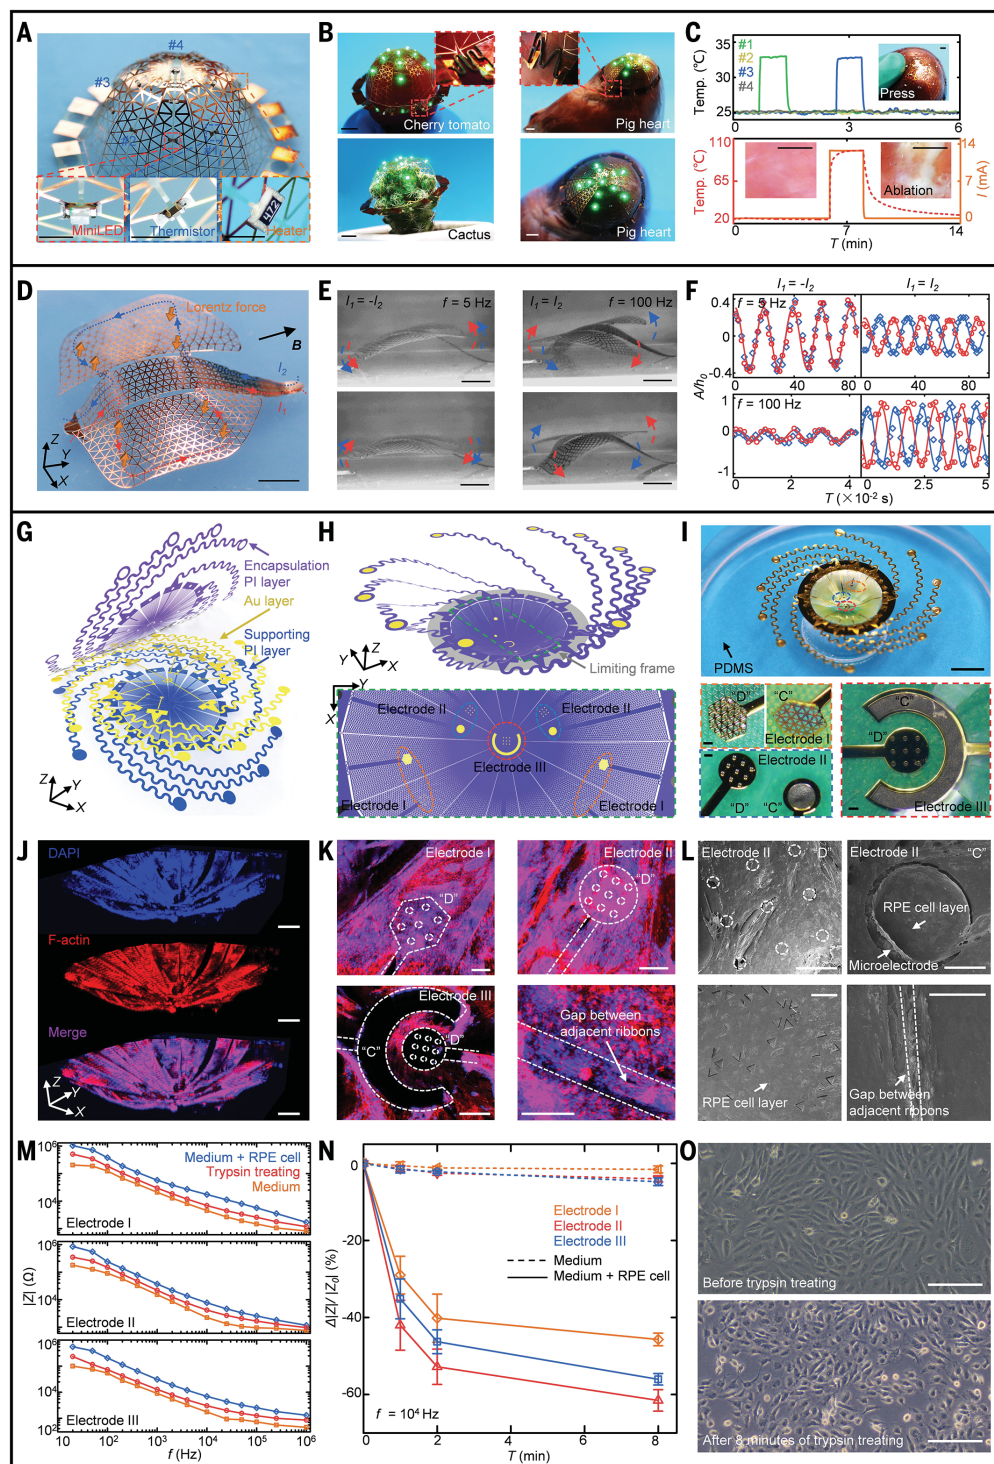 A
#4
#3
472
MiniLED
Thermistor
Heater
B
Cherry tomato
Pig heart
Cactus
Pig heart
C
#1
#2
#3
#4
Press
Temp. (℃)
35
30
25
0
3
6
Ablation
Temp. (℃)
110
65
20
14
7
0
I (mA)
0
7
14
T (min)
D
Lorentz force
B
I2
I1
Z
Y
X
E
I1 = -I2
f = 5 Hz
I1 = I2
f = 100 Hz
F
I1 = -I2
I1 = I2
f = 5 Hz
0.4
0
-0.4
0
40
80
0
40
80
A/h0
f = 100 Hz
1
0
-1
0
2
4
0
2.5
5
T (×10-2 s)
G
Encapsulation
PI layer
Au layer
Supporting
PI layer
Z
Y
X
H
Z
Y
X
Limiting frame
Y
X
Electrode II
Electrode II
Electrode III
Electrode I
Electrode I
I
PDMS
"D"
"C"
Electrode I
Electrode II
"D"
"C"
"C"
"D"
Electrode III
J
DAPI
F-actin
Merge
Z
Y
X
K
Electrode I
"D"
Electrode II
"D"
Electrode III
"C"
"D"
Gap between
adjacent ribbons
L
Electrode II
"D"
Electrode II
"C"
RPE cell layer
Microelectrode
RPE cell layer
Gap between
adjacent ribbons
M
Medium + RPE cell
Trypsin treating
Medium
106
104
Electrode I
106
104
Electrode II
106
104
102
Electrode III
|Z| (Ω)
10
102
103
104
105
106
f (Hz)
N
0
-20
-40
-60
Δ|Z|/|Z0| (%)
Electrode I
Electrode II
Electrode III
Medium
Medium + RPE cell
f = 104 Hz
0
2
4
6
8
T (min)
O
Before trypsin treating
After 8 minutes of trypsin treating